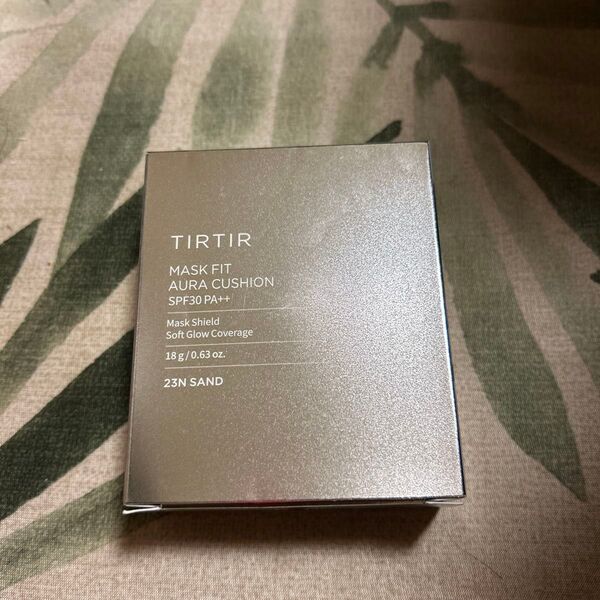 TIRTIR
MASK FIT
AURA CUSHION
SPF30 PA++
Mask Shield
Soft Glow Coverage
18 g / 0.63 oz.
23N SAND